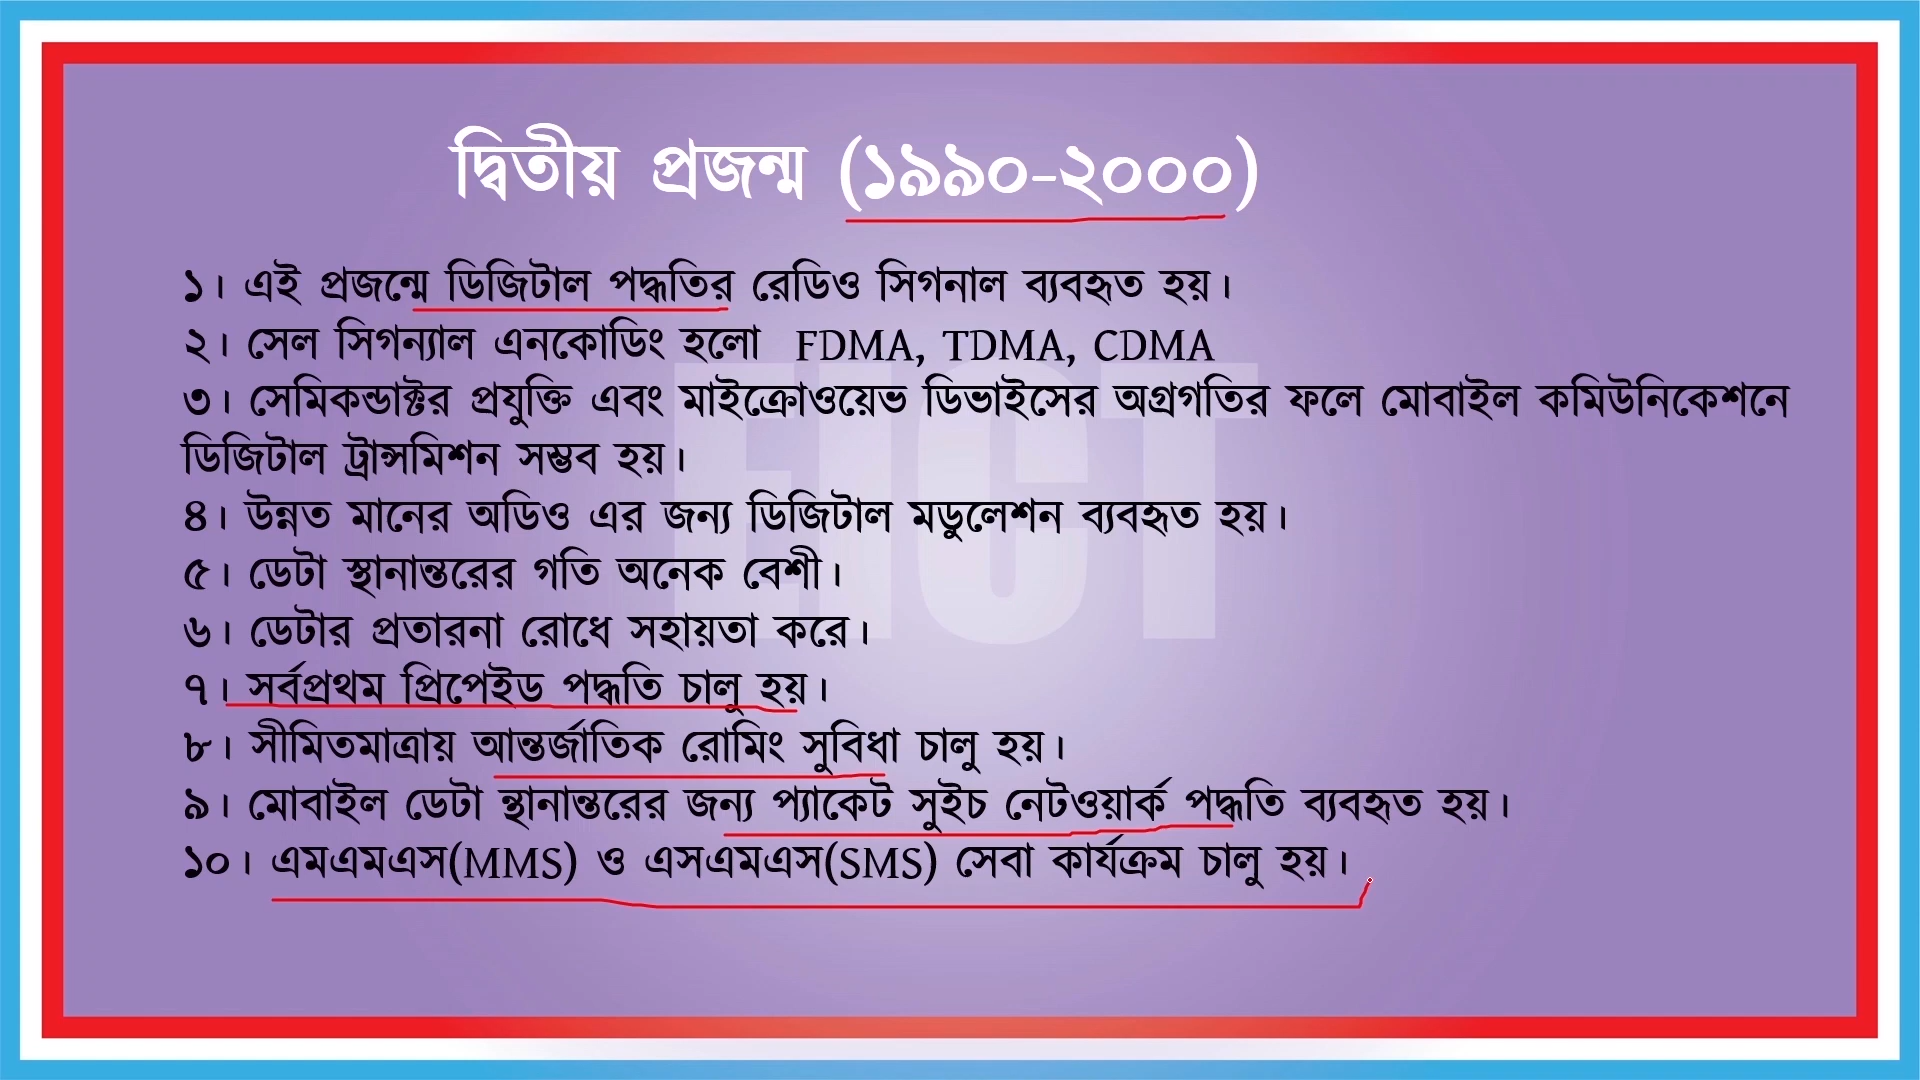 দ্বিতীয় প্রজন্ম (১৯৯০-২০০০)
১। এই প্রজন্মে ডিজিটাল পদ্ধতির রেডিও সিগনাল ব্যবহৃত হয়।
২। সেল সিগন্যাল এনকোডিং হলো FDMA, TDMA, CDMA
৩। সেমিকন্ডাক্টর প্রযুক্তি এবং মাইক্রোওয়েভ ডিভাইসের অগ্রগতির ফলে মোবাইল কমিউনিকেশনে
ডিজিটাল ট্রান্সমিশন সম্ভব হয়।
৪। উন্নত মানের অডিও এর জন্য ডিজিটাল মডুলেশন ব্যবহৃত হয়।
৫। ডেটা স্থানান্তরের গতি অনেক বেশী।
৬। ডেটার প্রতারনা রোধে সহায়তা করে।
৭। সর্বপ্রথম প্রিপেইড পদ্ধতি চালু হয়।
৮। সীমিতমাত্রায় আন্তর্জাতিক রোমিং সুবিধা চালু হয়।
৯। মোবাইল ডেটা স্থানান্তরের জন্য প্যাকেট সুইচ নেটওয়ার্ক পদ্ধতি ব্যবহৃত হয়।
১০। এমএমএস(MMS) ও এসএমএস(SMS) সেবা কার্যক্রম চালু হয়।
EICT